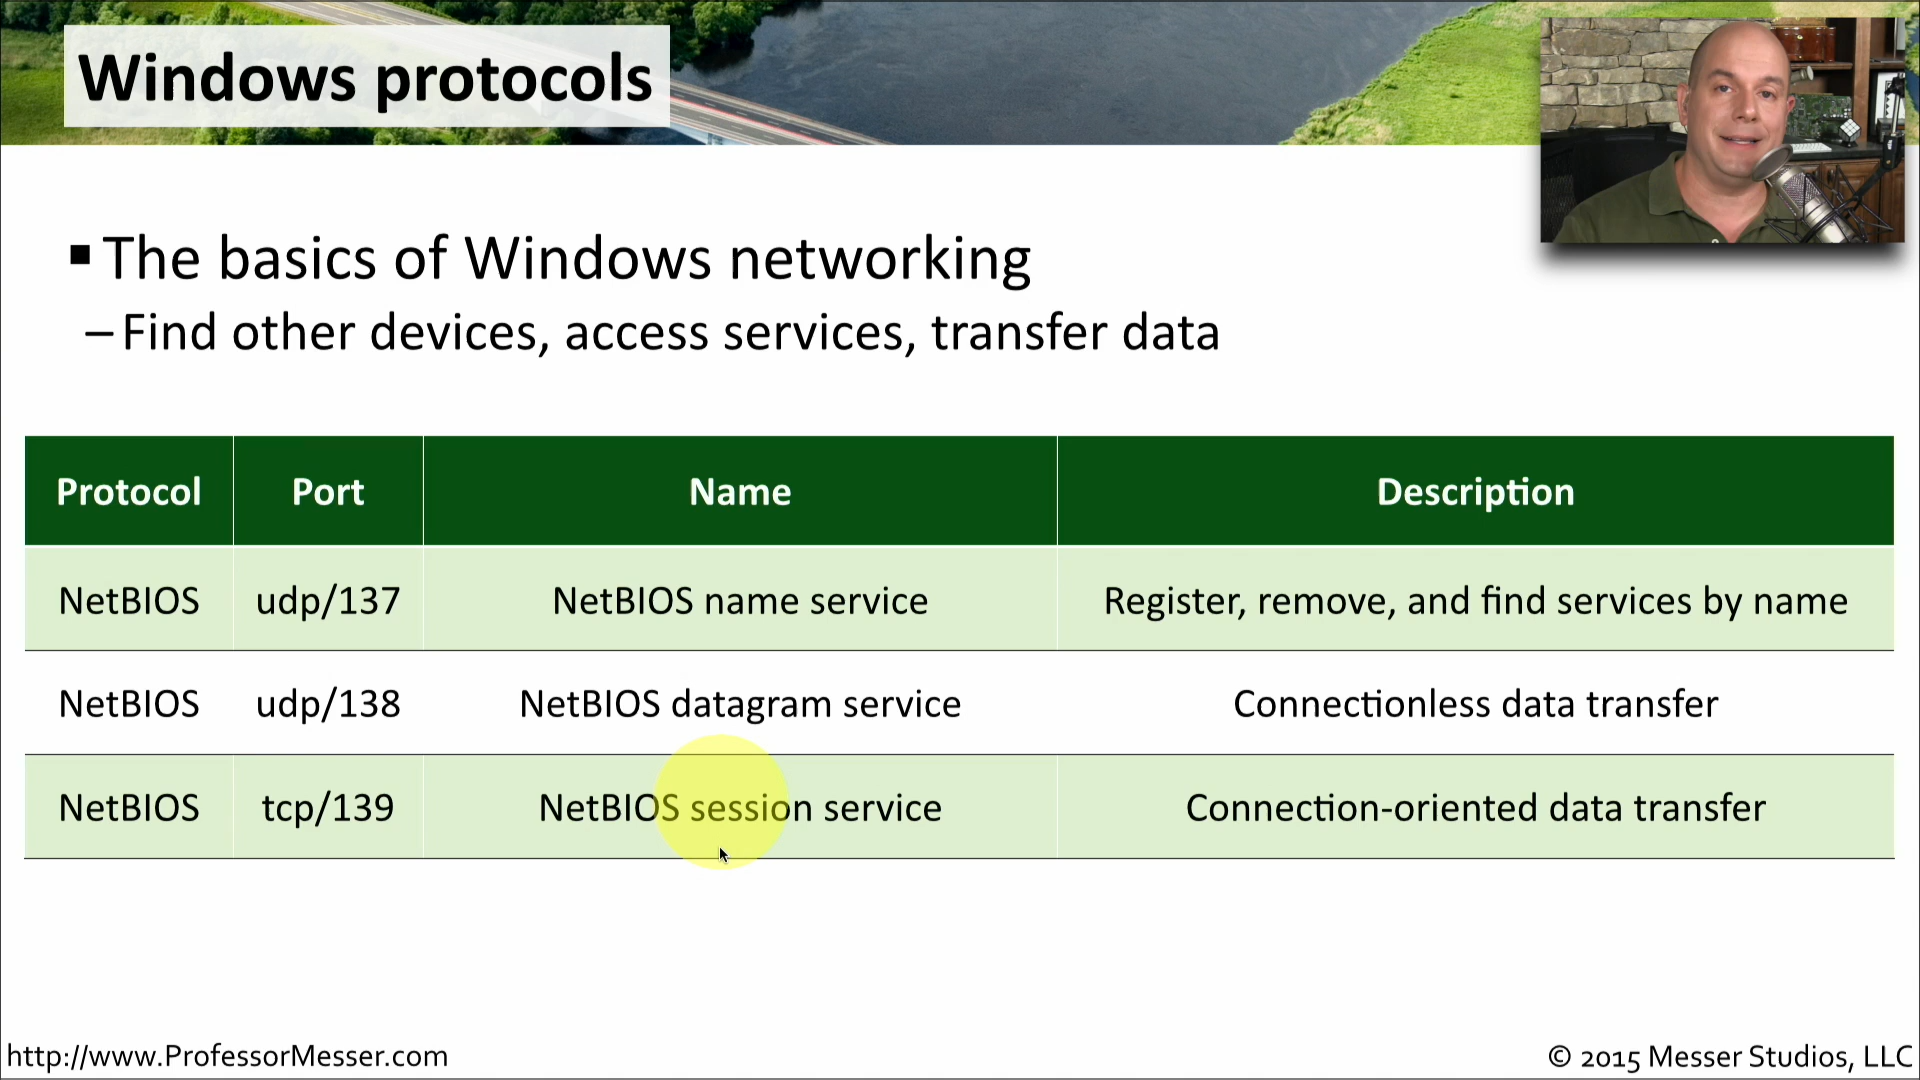 Windows protocols
▪ The basics of Windows networking
– Find other devices, access services, transfer data
Protocol Port Name Description
NetBIOS udp/137 NetBIOS name service Register, remove, and find services by name
NetBIOS udp/138 NetBIOS datagram service Connectionless data transfer
NetBIOS tcp/139 NetBIOS session service Connection-oriented data transfer
http://www.ProfessorMesser.com
© 2015 Messer Studios, LLC